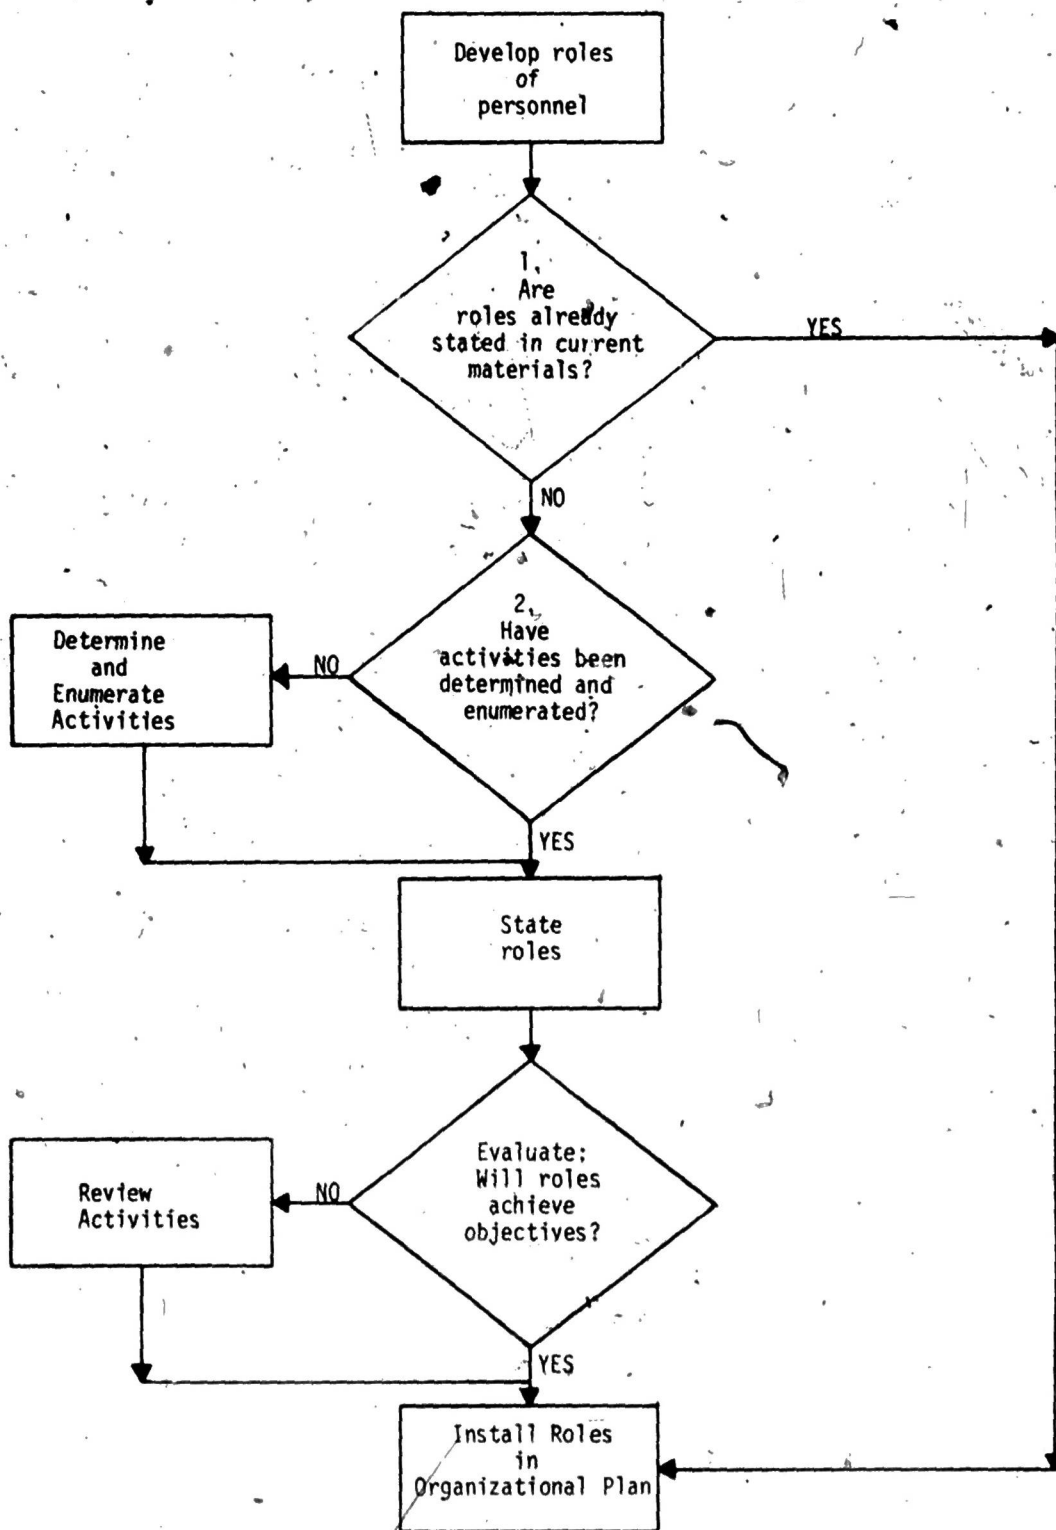 Develop roles
of
personnel
1.
Are
roles already
stated in current
materials?
YES
NO
2.
Have
activities been
determined and
enumerated?
NO
Determine
and
Enumerate
Activities
YES
State
roles
Evaluate:
Will roles
achieve
objectives?
NO
Review
Activities
YES
Install Roles
in
Organizational Plan